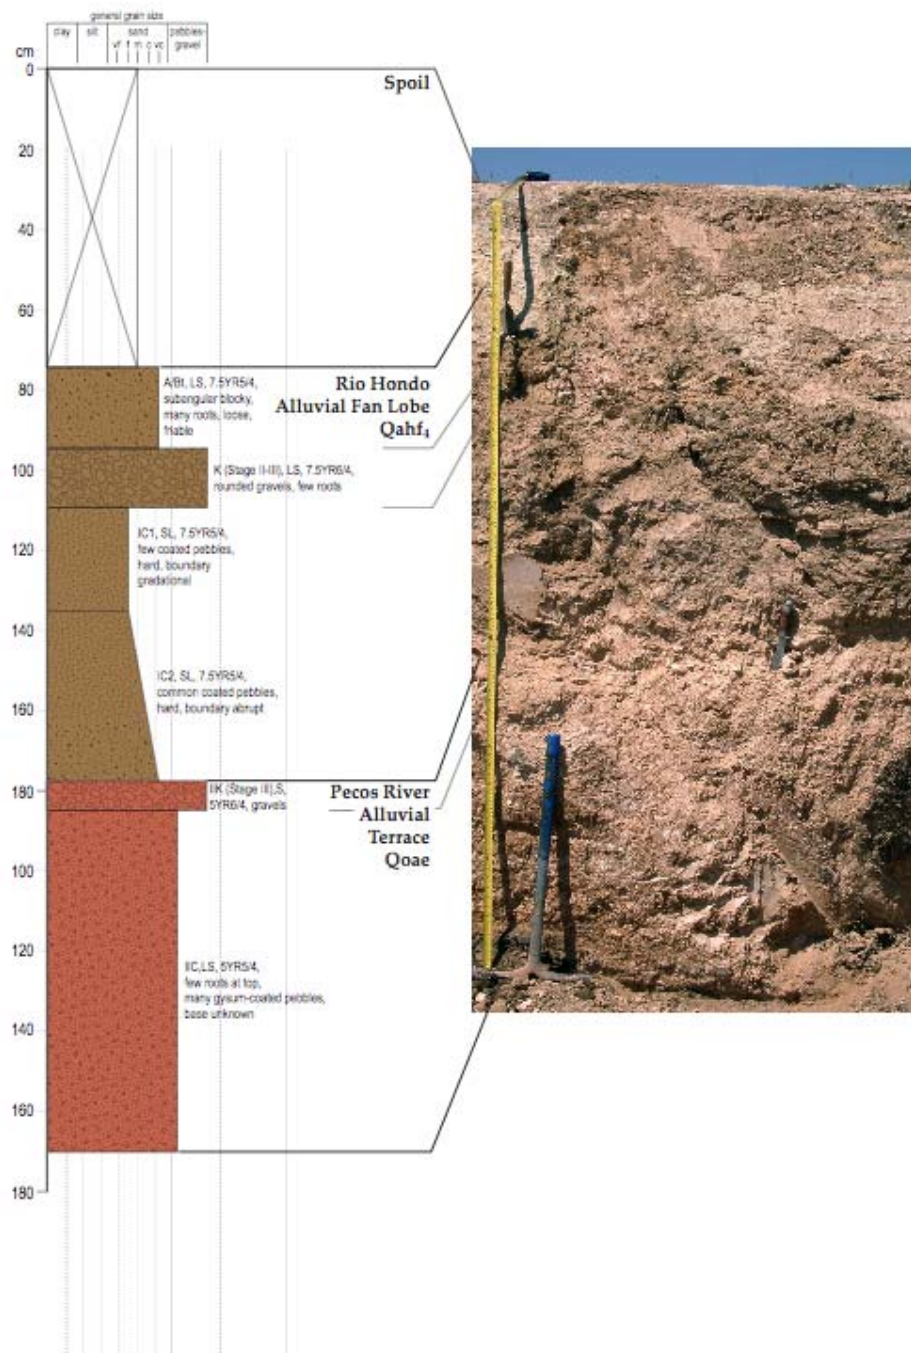 general grain size
clay silt sand pebbles-
gravel
vf f m c vc
cm
0
Spoil
20
40
60
80
A/Bt, LS, 7.5YR5/4,
subangular blocky,
many roots, loose,
friable
Rio Hondo
Alluvial Fan Lobe
Qahf4
100
K (Stage II-III), LS, 7.5YR6/4,
rounded gravels, few roots
120
IC1, SL, 7.5YR5/4,
few coated pebbles,
hard, boundary
gradational
140
160
IC2, SL, 7.5YR5/4,
common coated pebbles,
hard, boundary abrupt
180
IIK (Stage III),S,
5YR6/4, gravels
Pecos River
Alluvial
Terrace
Qoae
100
120
IIC,LS, 5YR5/4,
few roots at top,
many gysum-coated pebbles,
base unknown
140
160
180